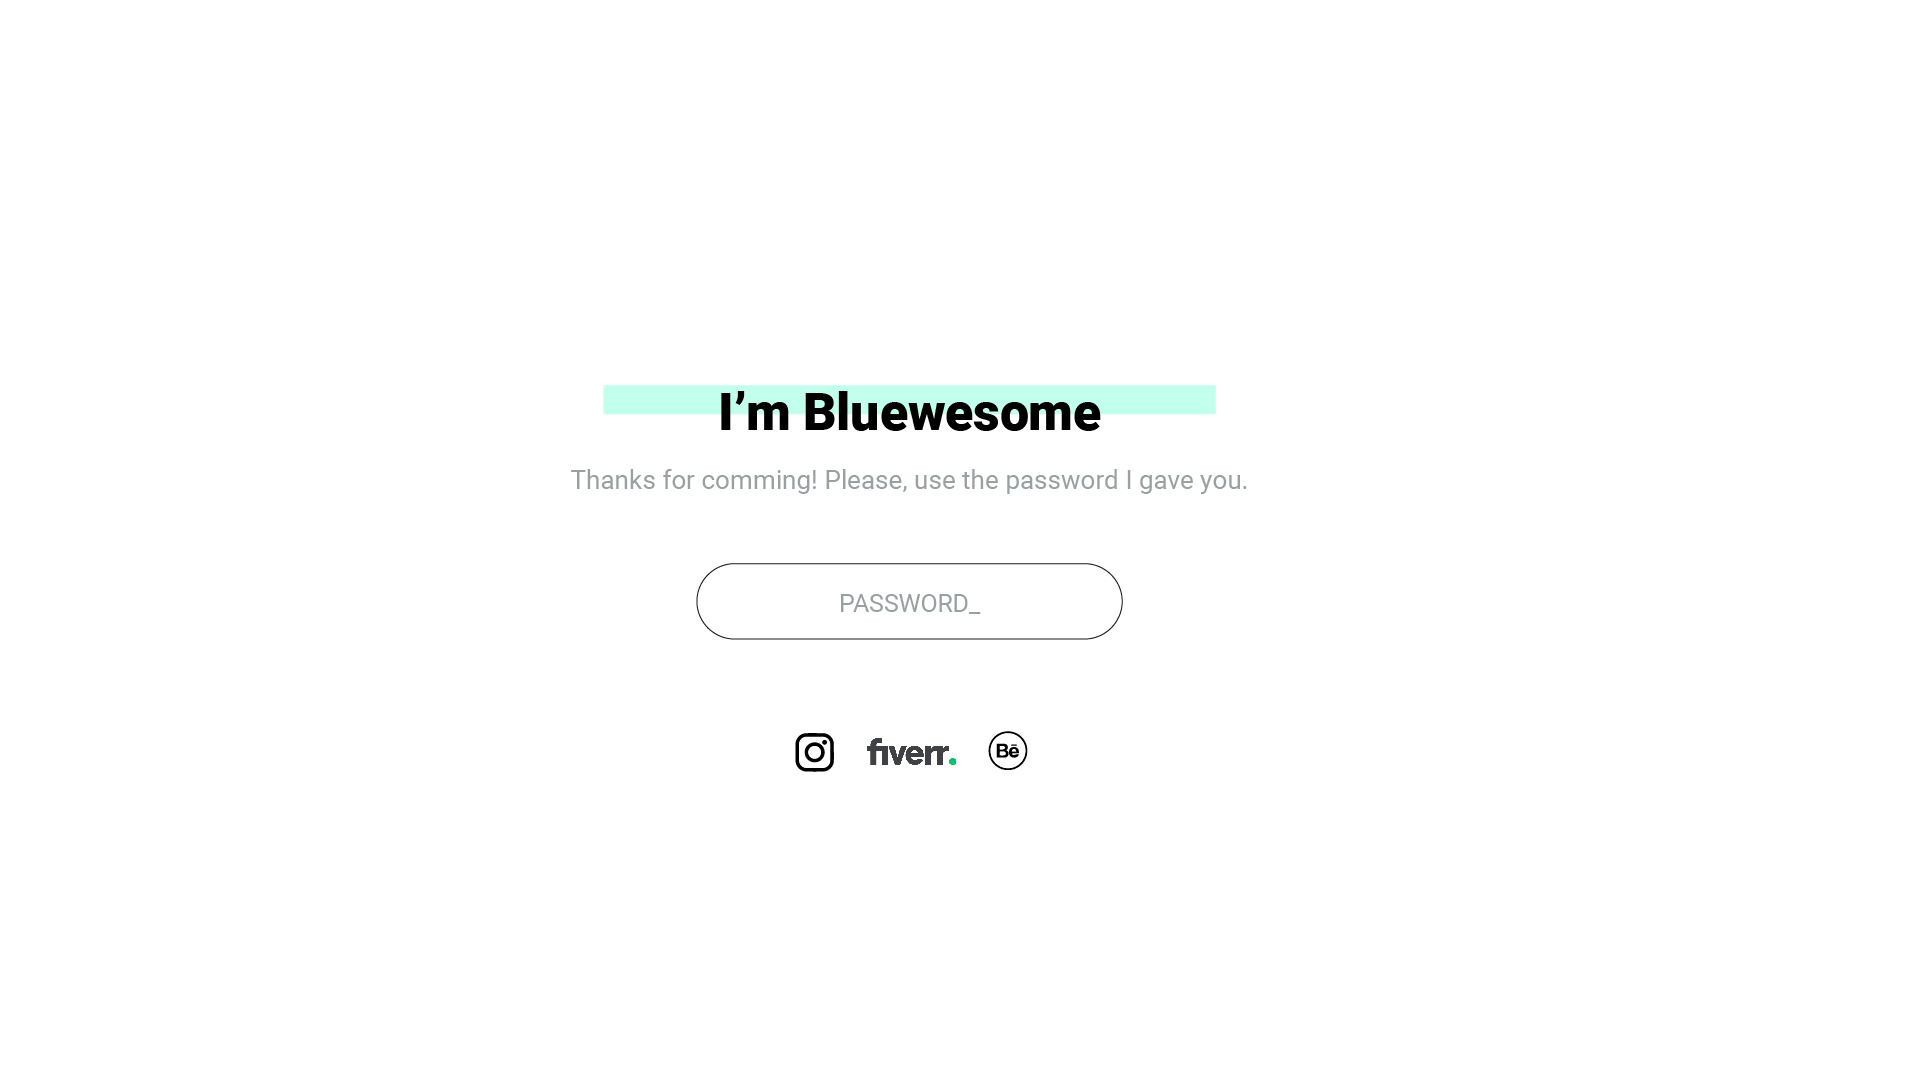 I’m Bluewesome
Thanks for comming! Please, use the password I gave you.
PASSWORD_
fiverr.
Bē